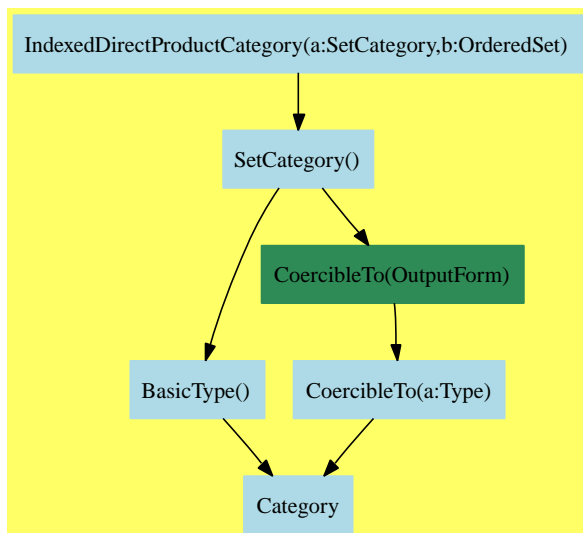 IndexedDirectProductCategory(a:SetCategory,b:OrderedSet)
SetCategory()
CoercibleTo(OutputForm)
BasicType()
CoercibleTo(a:Type)
Category